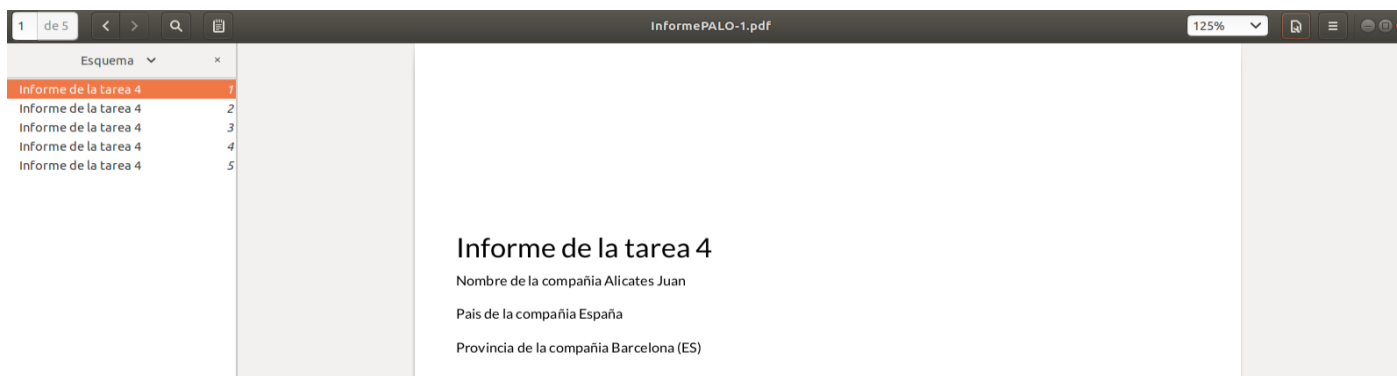 1 de 5 InformePALO-1.pdf 125%
Esquema
Informe de la tarea 4 1
Informe de la tarea 4 2
Informe de la tarea 4 3
Informe de la tarea 4 4
Informe de la tarea 4 5
Informe de la tarea 4
Nombre de la compañia Alicates Juan
Pais de la compañia España
Provincia de la compañia Barcelona (ES)